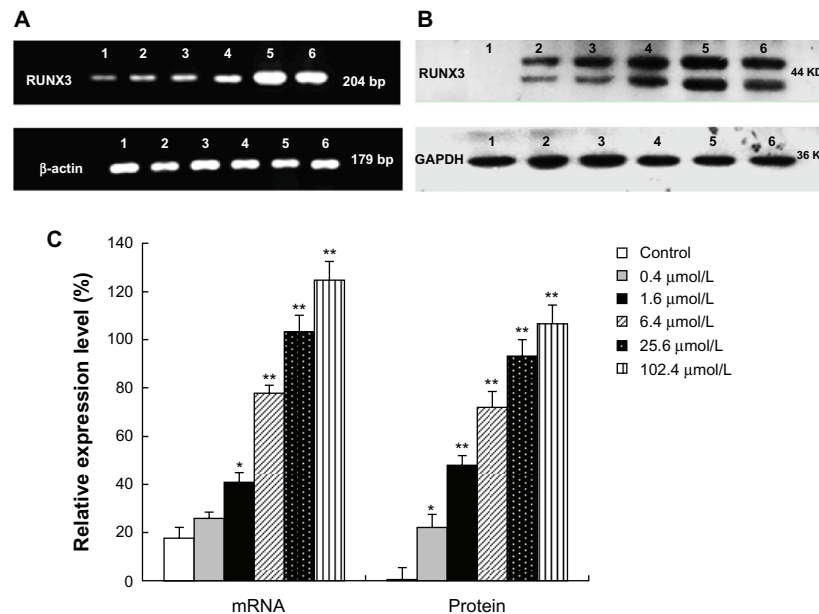 A
1 2 3 4 5 6
RUNX3
204 bp
1 2 3 4 5 6
β-actin
179 bp
B
1 2 3 4 5 6
RUNX3
44 KD
1 2 3 4 5 6
GAPDH
36 K
C
Relative expression level (%)
140
120
100
80
60
40
20
0
*
**
**
**
*
**
**
**
**
mRNA
Protein
Control
0.4 μmol/L
1.6 μmol/L
6.4 μmol/L
25.6 μmol/L
102.4 μmol/L